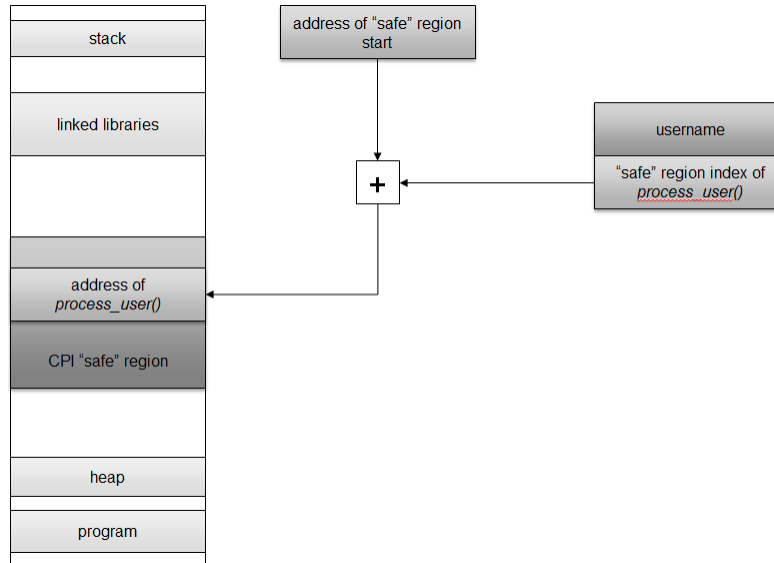 stack
linked libraries
address of
process_user()
CPI “safe” region
heap
program
address of “safe” region
start
+
username
“safe” region index of
process_user()